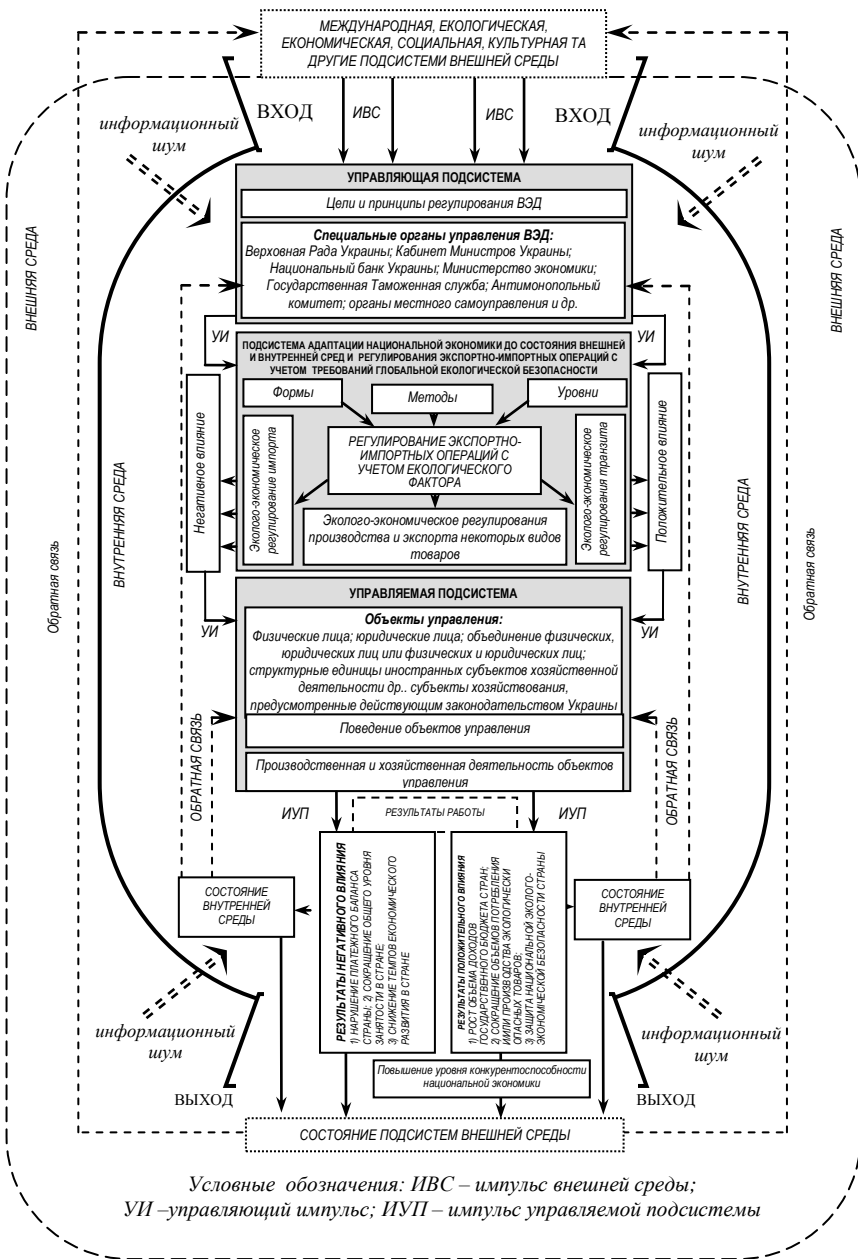 МЕЖДУНАРОДНАЯ, ЕКОЛОГИЧЕСКАЯ,
ЕКОНОМИЧЕСКАЯ, СОЦИАЛЬНАЯ, КУЛЬТУРНАЯ ТА
ДРУГИЕ ПОДСИСТЕМИ ВНЕШНЕЙ СРЕДЫ
ВХОД
ИВС
ИВС
ВХОД
информационный
шум
информационный
шум
УПРАВЛЯЮЩАЯ ПОДСИСТЕМА
Цели и принципы регулирования ВЭД
Специальные органы управления ВЭД:
Верховная Рада Украины; Кабинет Министров Украины;
Национальный банк Украины; Министерство экономики;
Государственная Таможенная служба; Антимонопольный
комитет; органы местного самоуправления и др.
ВНЕШНЯЯ СРЕДА
ВНЕШНЯЯ СРЕДА
УИ
УИ
ПОДСИСТЕМА АДАПТАЦИИ НАЦИОНАЛЬНОЙ ЭКОНОМИКИ ДО СОСТОЯНИЯ ВНЕШНЕЙ
И ВНУТРЕННЕЙ СРЕД И РЕГУЛИРОВАНИЯ ЭКСПОРТНО-ИМПОРТНЫХ ОПЕРАЦИЙ С
УЧЕТОМ ТРЕБОВАНИЙ ГЛОБАЛЬНОЙ ЕКОЛОГИЧЕСКОЙ БЕЗОПАСНОСТИ
Формы
Методы
Уровни
РЕГУЛИРОВАНИЕ ЭКСПОРТНО-
ИМПОРТНЫХ ОПЕРАЦИЙ С
УЧЕТОМ ЕКОЛОГИЧЕСКОГО
ФАКТОРА
Негативное влияние
Эколого-экономическое
регулирование импорта
Эколого-экономическое
регулирования транзита
Положительное влияние
Эколого-экономическое регулирования
производства и экспорта некоторых видов
товаров
ВНУТРЕННЯЯ СРЕДА
ВНУТРЕННЯЯ СРЕДА
Обратная связь
Обратная связь
УПРАВЛЯЕМАЯ ПОДСИСТЕМА
УИ
УИ
Объекты управления:
Физические лица; юридические лица; объединение физических,
юридических лиц или физических и юридических лиц;
структурные единицы иностранных субъектов хозяйственной
деятельности др.. субъекты хозяйствования,
предусмотренные действующим законодательством Украины
Поведение объектов управления
Производственная и хозяйственная деятельность объектов
управления
ОБРАТНАЯ СВЯЗЬ
ОБРАТНАЯ СВЯЗЬ
ИУП
РЕЗУЛЬТАТЫ РАБОТЫ
ИУП
СОСТОЯНИЕ
ВНУТРЕННЕЙ
СРЕДЫ
РЕЗУЛЬТАТЫ НЕГАТИВНОГО ВЛИЯНИЯ
1) НАРУШЕНИЕ ПЛАТЕЖНОГО БАЛАНСА
СТРАНЫ; 2) СОКРАЩЕНИЕ ОБЩЕГО УРОВНЯ
ЗАНЯТОСТИ В СТРАНЕ;
3) СНИЖЕНИЕ ТЕМПОВ ЕКОНОМИЧЕСКОГО
РАЗВИТИЯ В СТРАНЕ
РЕЗУЛЬТАТЫ ПОЛОЖИТЕЛЬНОГО ВЛИЯНИЯ
1) РОСТ ОБЪЕМА ДОХОДОВ
ГОСУДАРСТВЕННОГО БЮДЖЕТА СТРАН;
2) СОКРАЩЕНИЕ ОБЪЕМОВ ПОТРЕБЛЕНИЯ
И/ИЛИ ПРОИЗВОДСТВА ЭКОЛОГИЧЕСКИ
ОПАСНЫХ ТОВАРОВ;
3) ЗАЩИТА НАЦИОНАЛЬНОЙ ЭКОЛОГО-
ЭКОНОМИЧЕСКОЙ БЕЗОПАСНОСТИ СТРАНЫ
СОСТОЯНИЕ
ВНУТРЕННЕЙ
СРЕДЫ
информационный
шум
информационный
шум
Повышение уровня конкурентоспособности
национальной экономики
ВЫХОД
ВЫХОД
СОСТОЯНИЕ ПОДСИСТЕМ ВНЕШНЕЙ СРЕДЫ
Условные обозначения: ИВС – импульс внешней среды;
УИ –управляющий импульс; ИУП – импульс управляемой подсистемы